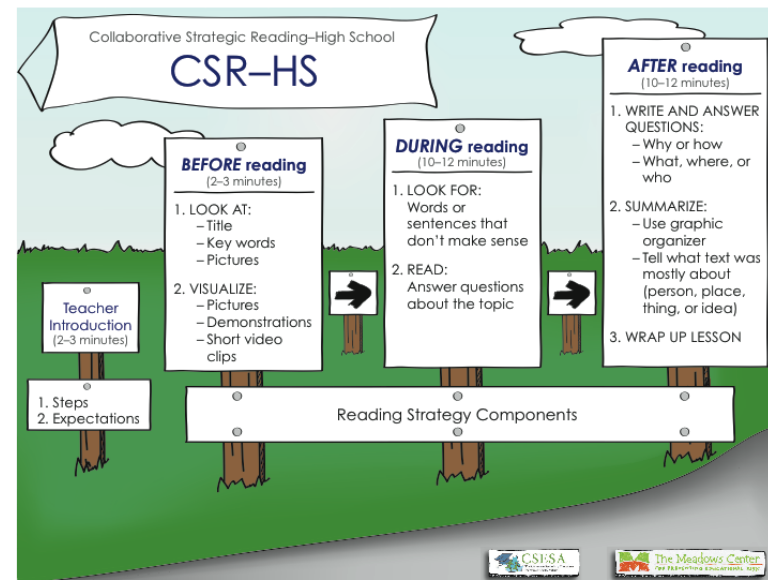 Collaborative Strategic Reading–High School
CSR–HS
Teacher
Introduction
(2–3 minutes)
1. Steps
2. Expectations
BEFORE reading
(2–3 minutes)
1. LOOK AT:
– Title
– Key words
– Pictures
2. VISUALIZE:
– Pictures
– Demonstrations
– Short video
clips
DURING reading
(10–12 minutes)
1. LOOK FOR:
Words or
sentences that
don't make sense
2. READ:
Answer questions
about the topic
AFTER reading
(10–12 minutes)
1. WRITE AND ANSWER
QUESTIONS:
– Why or how
– What, where, or
who
2. SUMMARIZE:
– Use graphic
organizer
– Tell what text was
mostly about
(person, place,
thing, or idea)
3. WRAP UP LESSON
Reading Strategy Components
CSESA
The Meadows Center
FOR PREVENTING EDUCATIONAL RISK